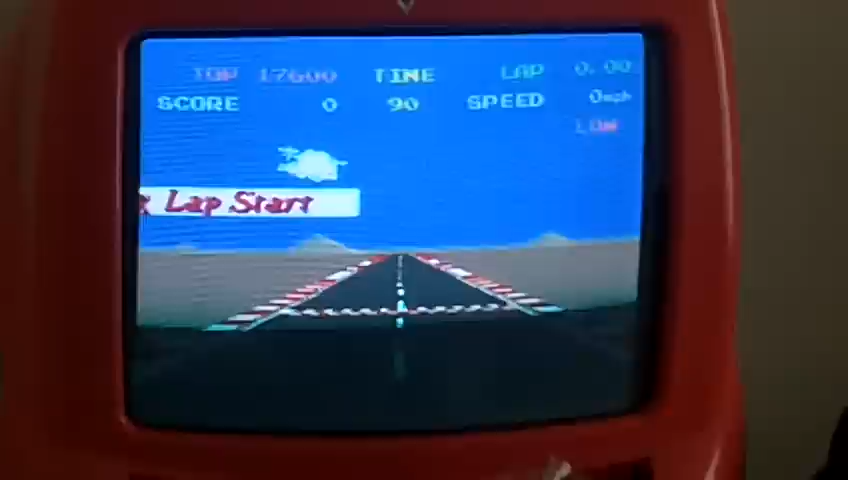 TOP 17600 TIME LAP 0.00
SCORE 0 90 SPEED 0mph
LOW
Lap Start